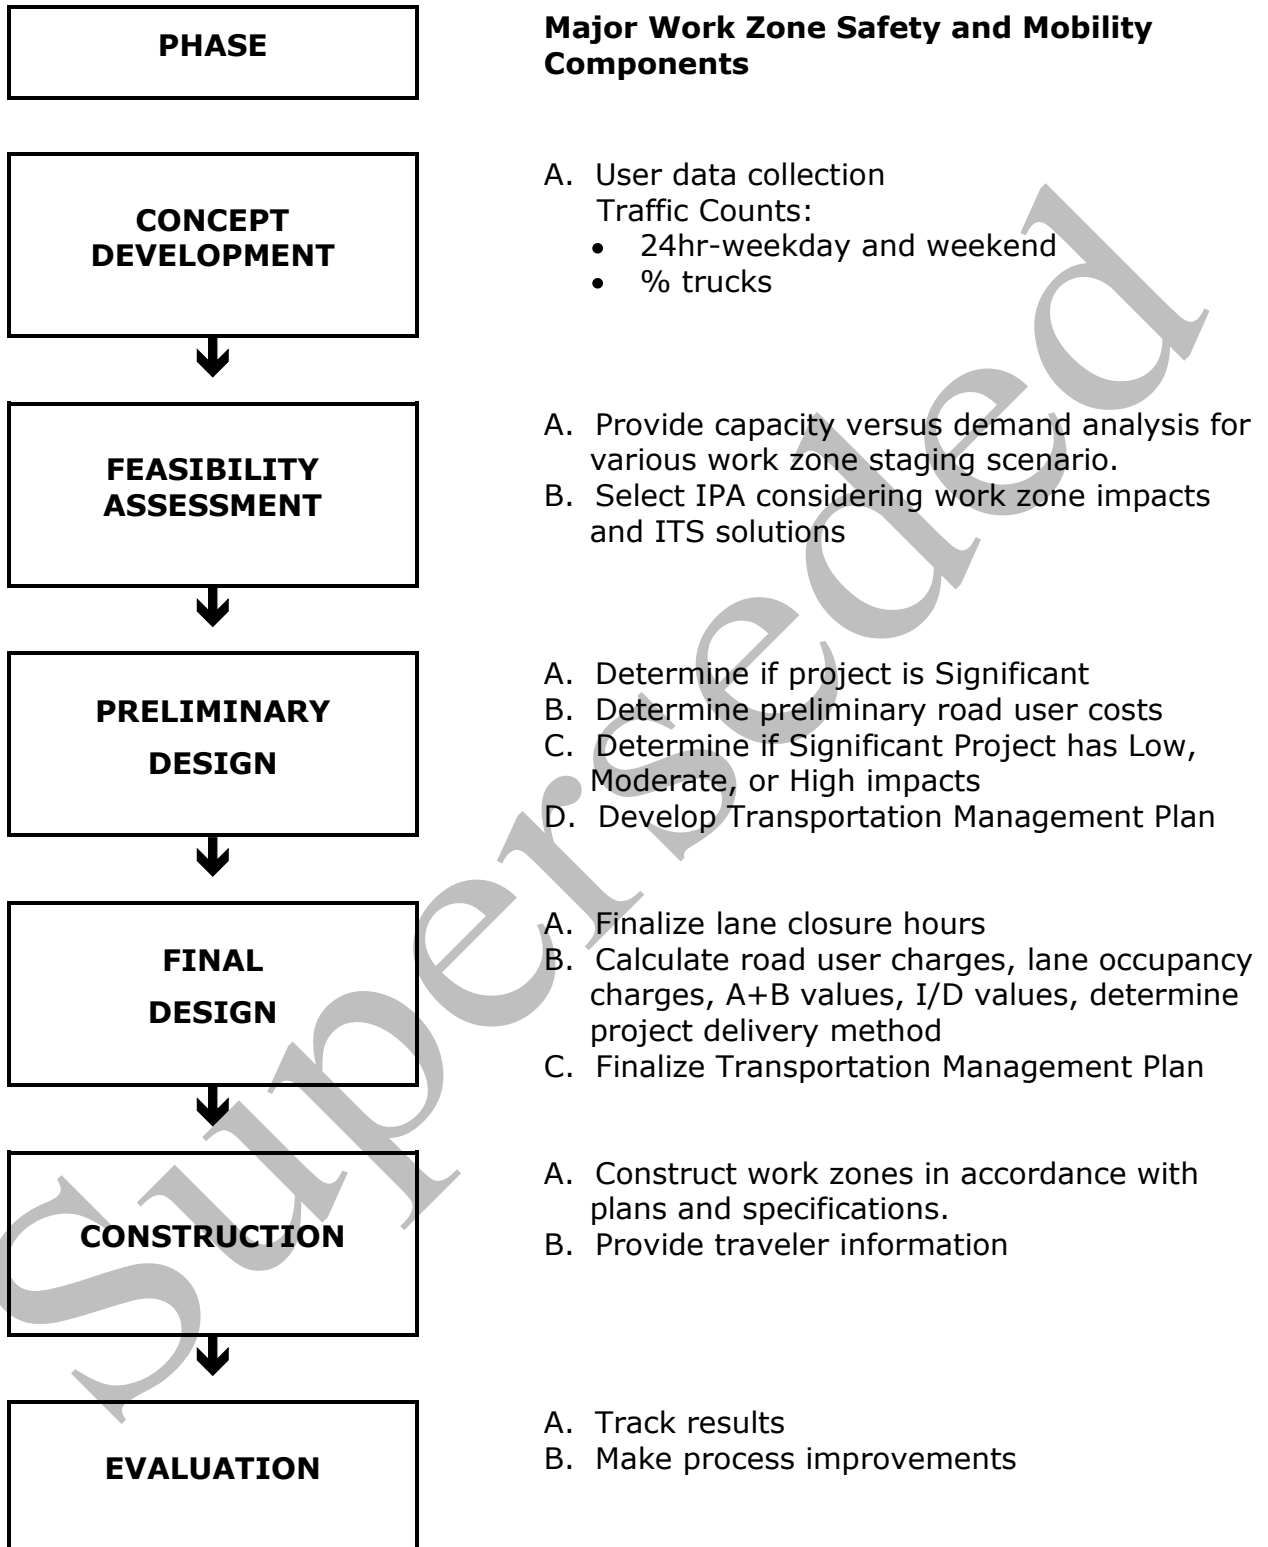 PHASE
Major Work Zone Safety and Mobility
Components
CONCEPT
DEVELOPMENT
A. User data collection
Traffic Counts:
• 24hr-weekday and weekend
• % trucks
FEASIBILITY
ASSESSMENT
A. Provide capacity versus demand analysis for
various work zone staging scenario.
B. Select IPA considering work zone impacts
and ITS solutions
PRELIMINARY
DESIGN
A. Determine if project is Significant
B. Determine preliminary road user costs
C. Determine if Significant Project has Low,
Moderate, or High impacts
D. Develop Transportation Management Plan
FINAL
DESIGN
A. Finalize lane closure hours
B. Calculate road user charges, lane occupancy
charges, A+B values, I/D values, determine
project delivery method
C. Finalize Transportation Management Plan
CONSTRUCTION
A. Construct work zones in accordance with
plans and specifications.
B. Provide traveler information
EVALUATION
A. Track results
B. Make process improvements
Superseded